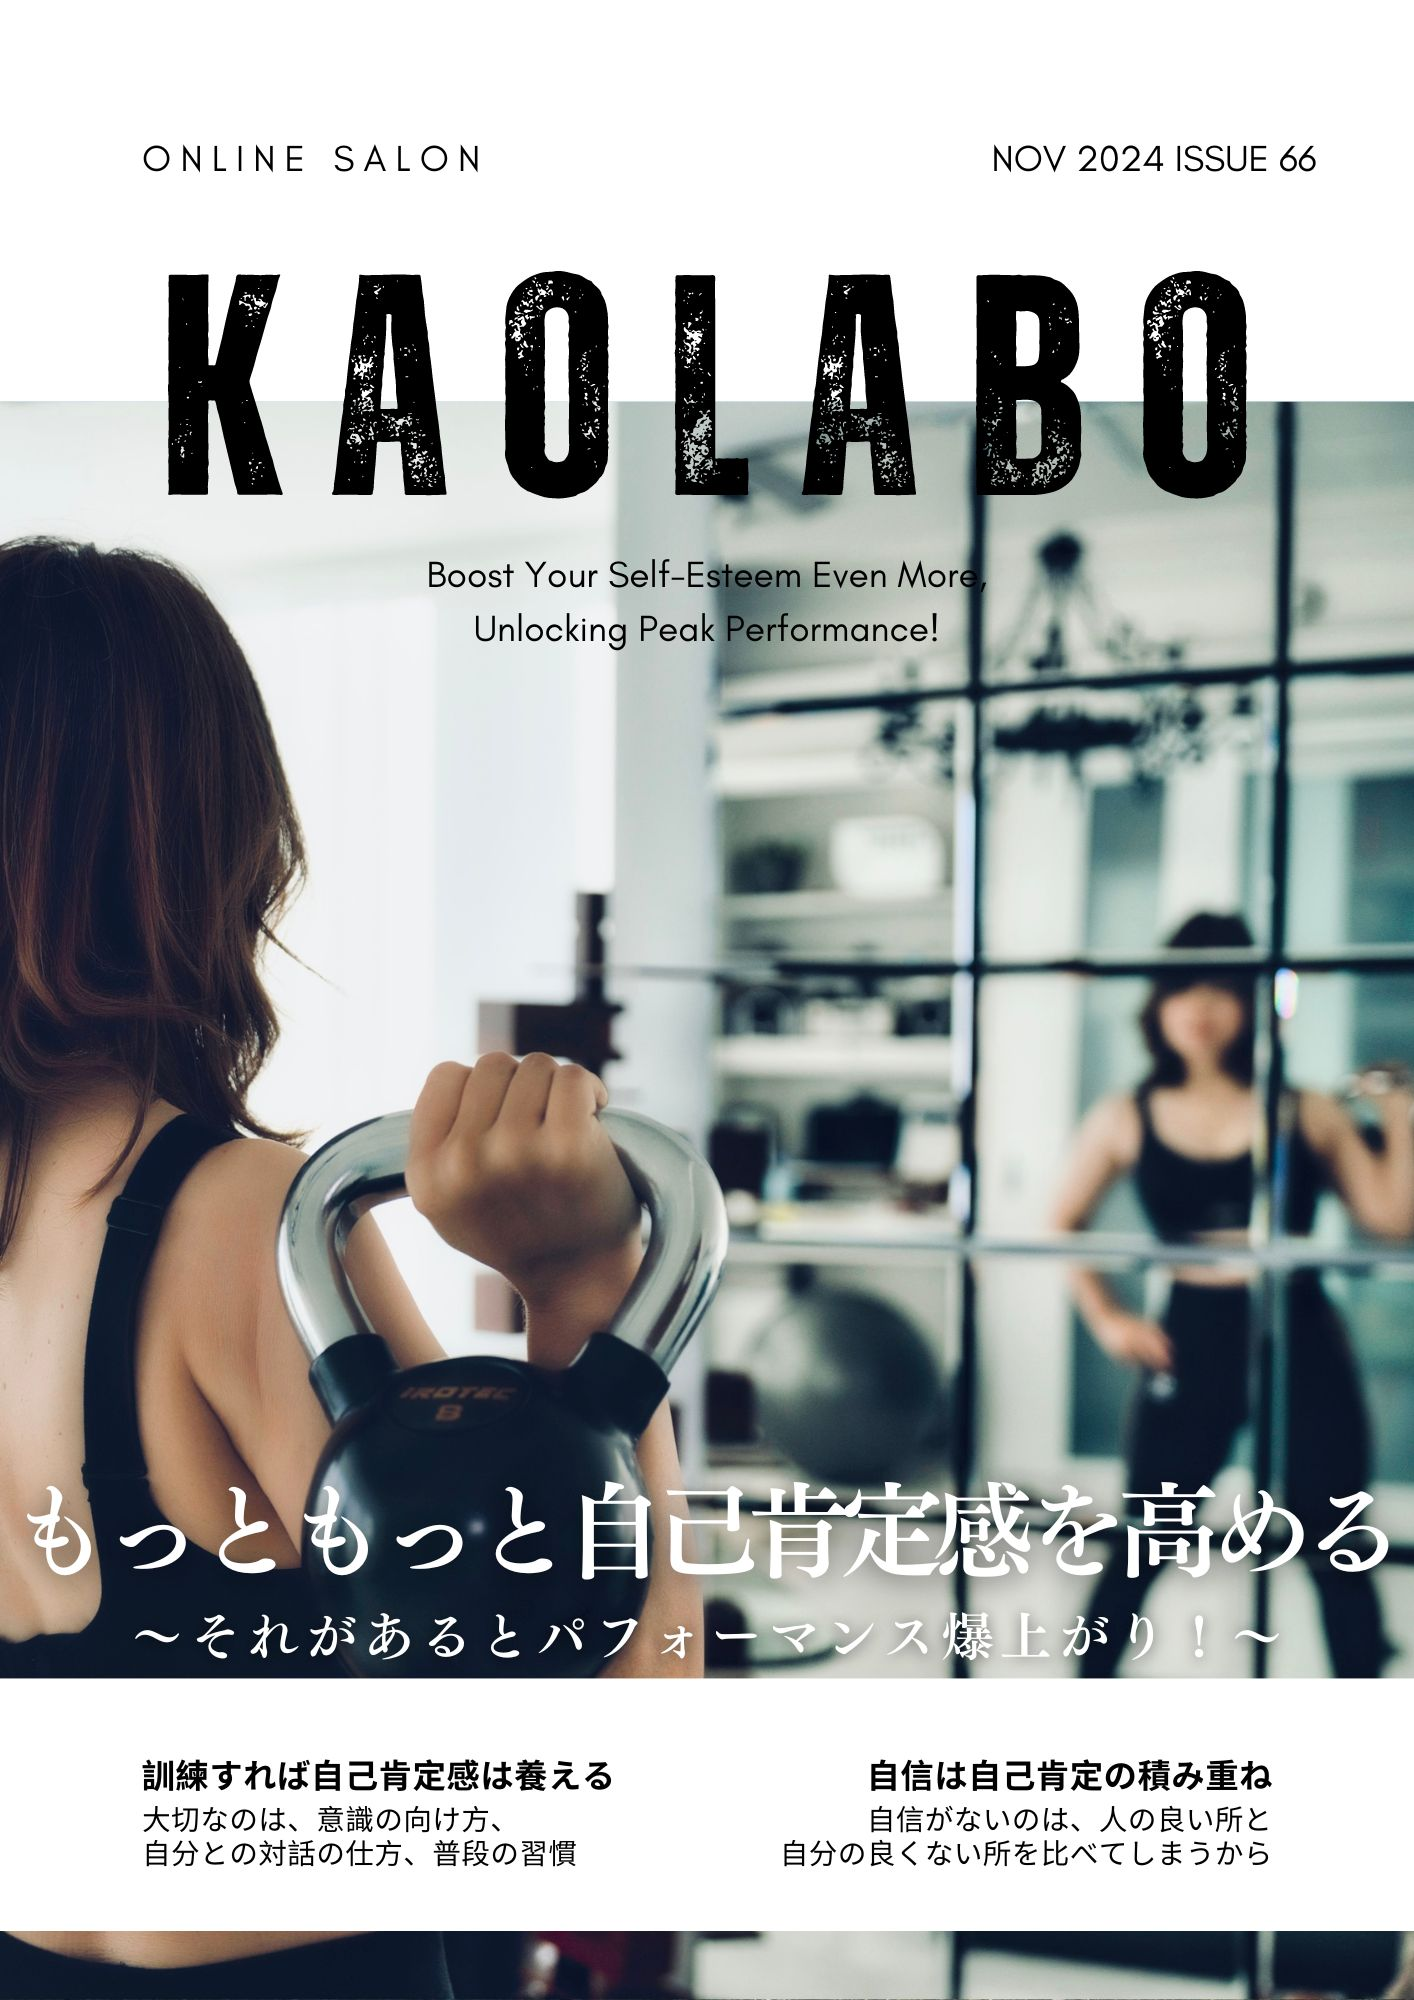 ONLINE SALON
NOV 2024 ISSUE 66
KAOLABO
Boost Your Self-Esteem Even More,
Unlocking Peak Performance!
IROTEC
8
もっともっと自己肯定感を高める
〜それがあるとパフォーマンス爆上がり！〜
訓練すれば自己肯定感は養える
大切なのは、意識の向け方、
自分との対話の仕方、普段の習慣
自信は自己肯定の積み重ね
自信がないのは、人の良い所と
自分の良くない所を比べてしまうから